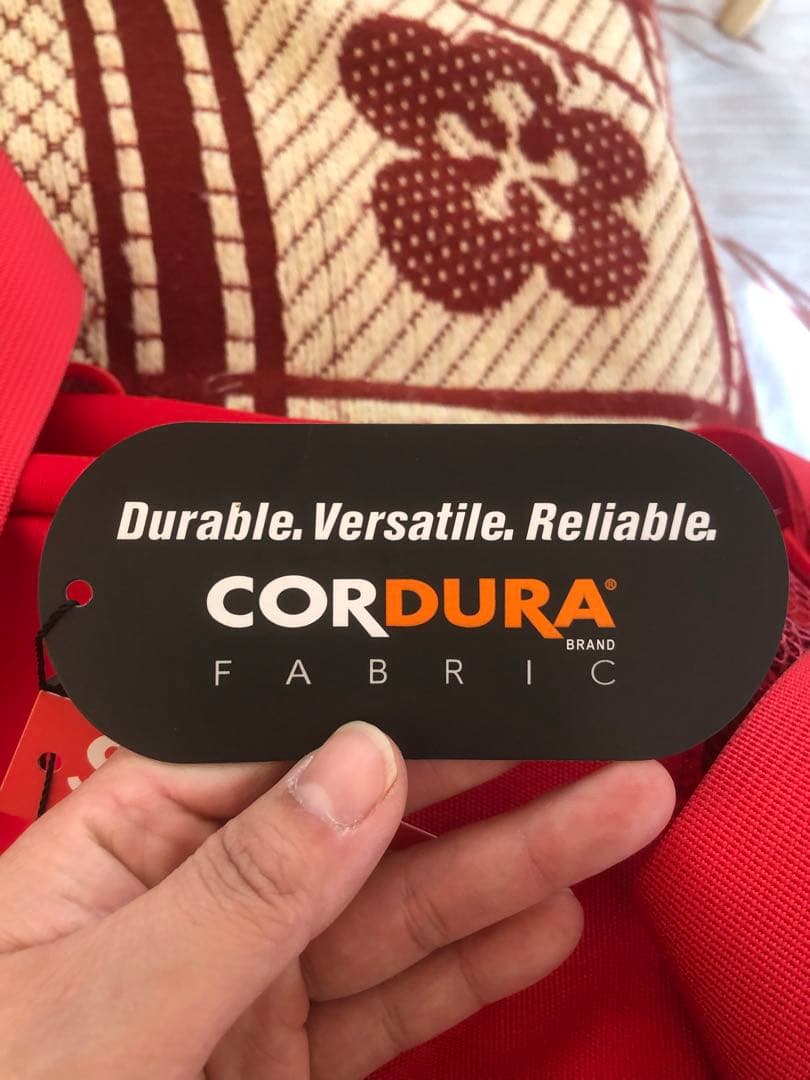 Durable. Versatile. Reliable.
CORDURA®
BRAND
FABRIC
S